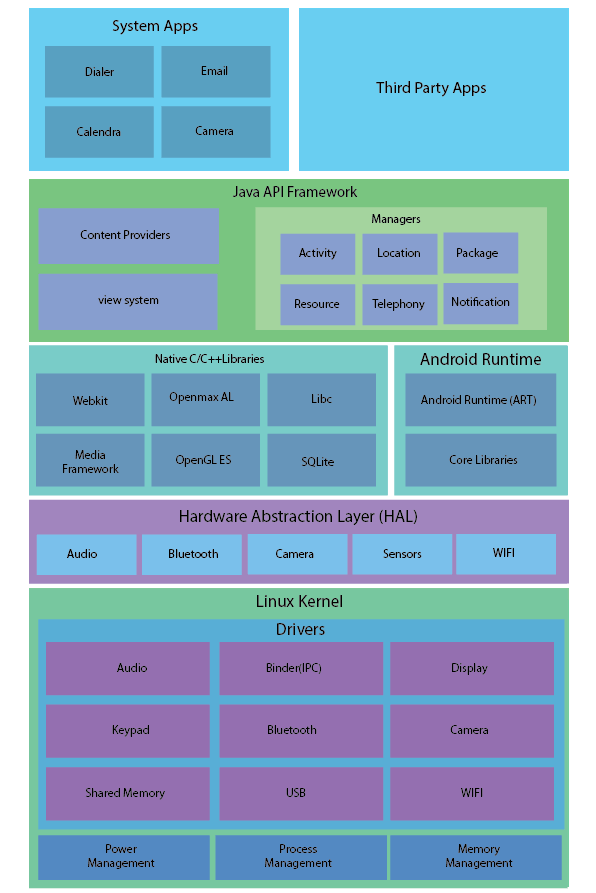 System Apps
Dialer
Email
Calendra
Camera
Third Party Apps
Java API Framework
Content Providers
view system
Managers
Activity
Location
Package
Resource
Telephony
Notification
Native C/C++Libraries
Webkit
Openmax AL
Libc
Media
Framework
OpenGL ES
SQLite
Android Runtime
Android Runtime (ART)
Core Libraries
Hardware Abstraction Layer (HAL)
Audio
Bluetooth
Camera
Sensors
WIFI
Linux Kernel
Drivers
Audio
Binder(IPC)
Display
Keypad
Bluetooth
Camera
Shared Memory
USB
WIFI
Power
Management
Process
Management
Memory
Management